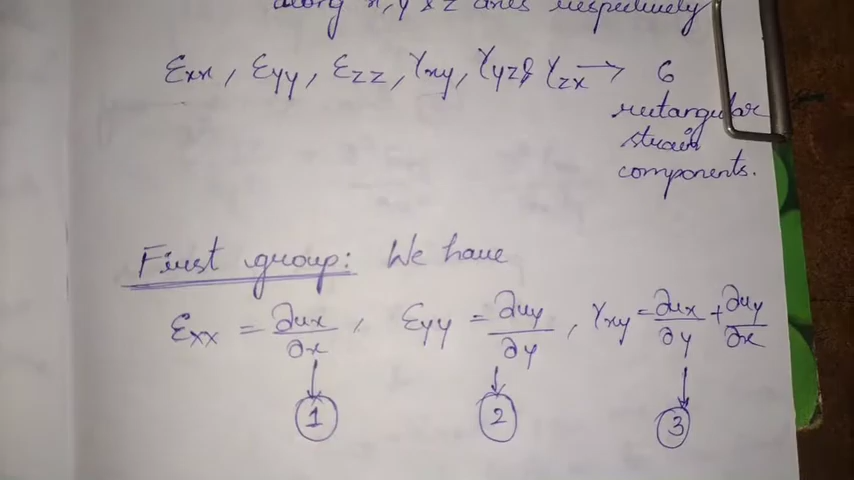 along x, y & z axes respectively
εxx, εyy, εzz, γxy, γyz & γzx → 6
rectangular
strain
components.
First group: We have
εxx = ∂ux/∂x, εyy = ∂uy/∂y, γxy = ∂ux/∂y + ∂uy/∂x
1 2 3